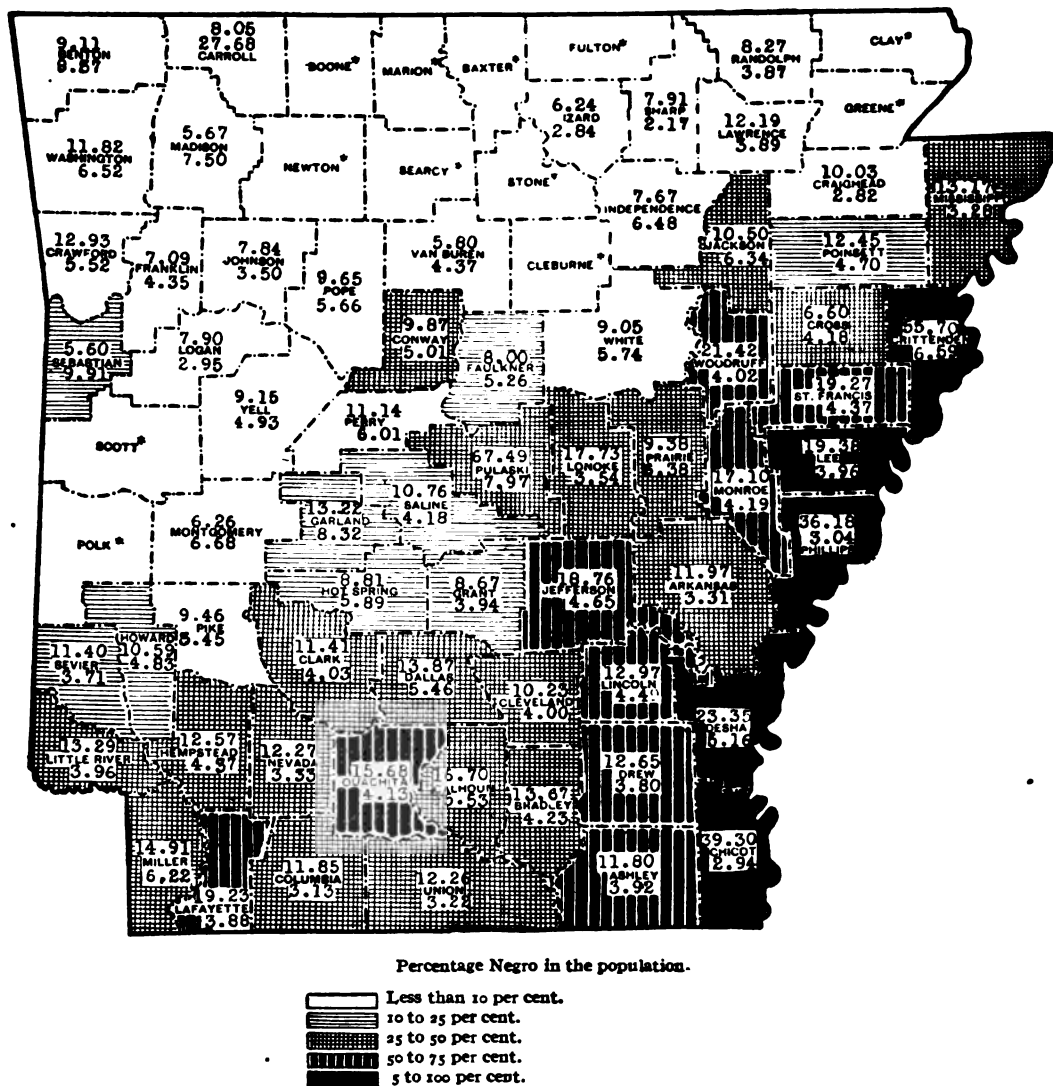 9.11
BENTON
8.05
27.68
CARROLL
BOONE*
MARION*
BAXTER*
FULTON*
8.27
RANDOLPH
3.87
CLAY*
GREENE*
11.82
WASHINGTON
6.52
5.67
MADISON
7.50
NEWTON*
SEARCY*
STONE*
6.24
IZARD
2.84
7.91
SHARP
2.17
12.19
LAWRENCE
3.89
10.03
CRAIGHEAD
2.82
MISSISSIPPI
7.67
INDEPENDENCE
6.48
10.50
JACKSON
6.34
12.45
POINSETT
4.70
12.93
CRAWFORD
5.52
7.09
FRANKLIN
4.35
7.84
JOHNSON
3.50
9.65
POPE
5.66
5.80
VAN BUREN
4.37
CLEBURNE*
6.60
CROSS
4.18
55.70
CRITTENDEN
5.60
SEBASTIAN
9.91
7.90
LOGAN
2.95
9.87
CONWAY
5.01
8.00
FAULKNER
5.26
9.05
WHITE
5.74
21.42
WOODRUFF
4.02
19.27
ST. FRANCIS
4.37
9.15
YELL
4.93
11.14
PERRY
6.01
SCOTT*
67.49
PULASKI
7.97
17.73
LONOKE
3.54
9.38
PRAIRIE
19.38
LEE
3.96
17.10
MONROE
4.19
36.18
3.04
PHILLIP
10.76
SALINE
4.18
13.22
GARLAND
8.32
6.26
MONTGOMERY
6.68
POLK*
8.81
HOT SPRING
5.89
8.67
GRANT
3.94
18.76
JEFFERSON
4.65
11.97
ARKANSAS
3.31
9.46
PIKE
HOWARD
10.59
4.83
11.40
SEVIER
3.71
11.41
CLARK
4.03
13.87
DALLAS
5.46
10.23
CLEVELAND
4.00
12.97
LINCOLN
23.35
DESHA
6.16
13.29
LITTLE RIVER
3.96
12.57
HEMPSTEAD
4.37
12.27
NEVADA
3.33
15.68
OUACHITA
4.13
13.67
BRADLEY
4.23
12.65
DREW
3.80
39.30
CHICOT
2.94
14.91
MILLER
6,22
19.23
LAFAYETTE
3.88
11.85
COLUMBIA
3.13
12.26
UNION
3.22
11.80
ASHLEY
3.92
Percentage Negro in the population.
Less than 10 per cent.
10 to 25 per cent.
25 to 50 per cent.
50 to 75 per cent.
5 to 100 per cent.